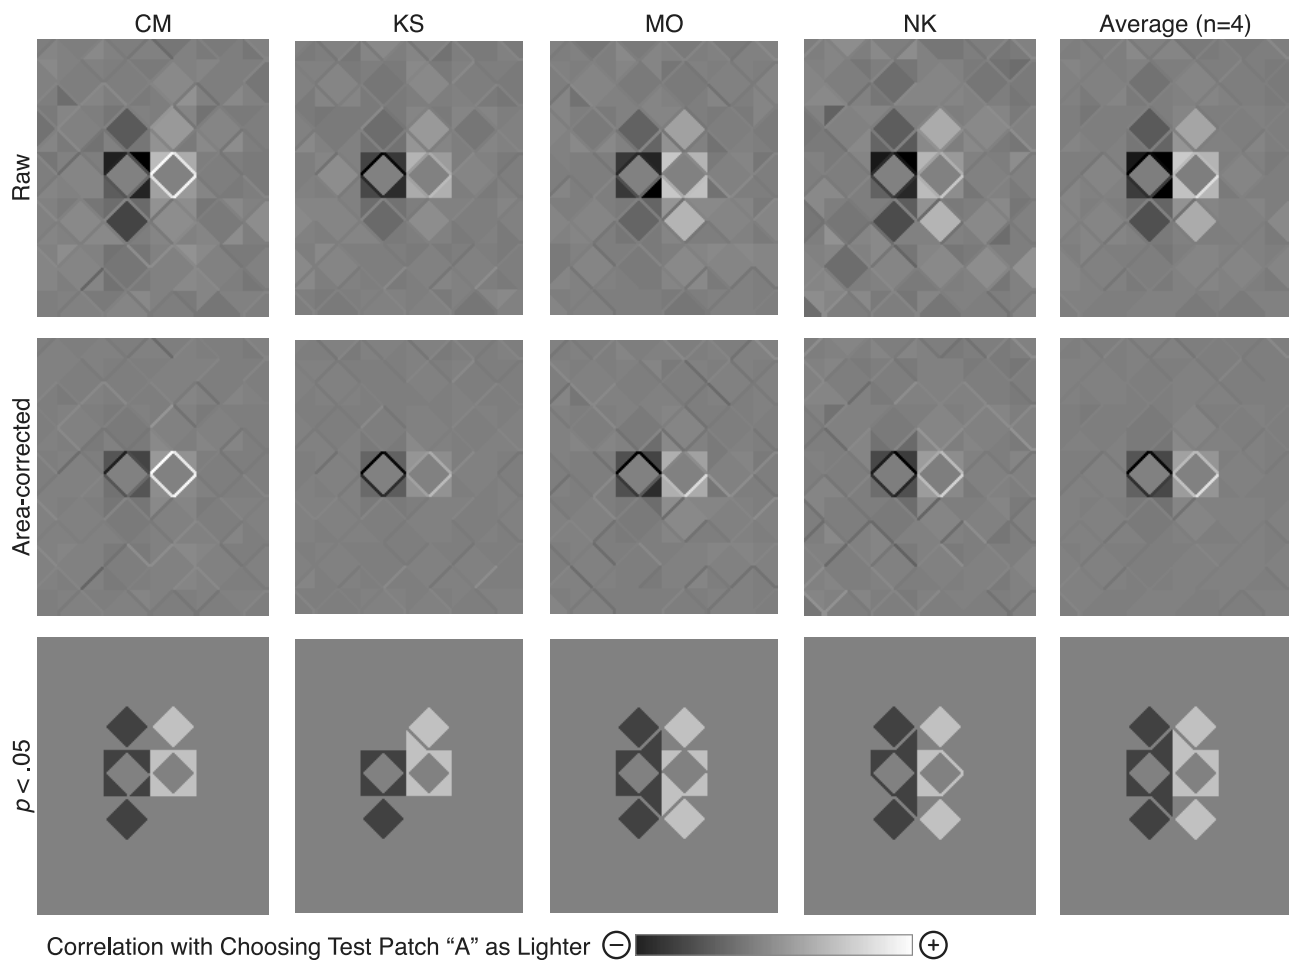 CM KS MO NK Average (n=4)
Raw
Area-corrected
p < .05
Correlation with Choosing Test Patch “A” as Lighter − +